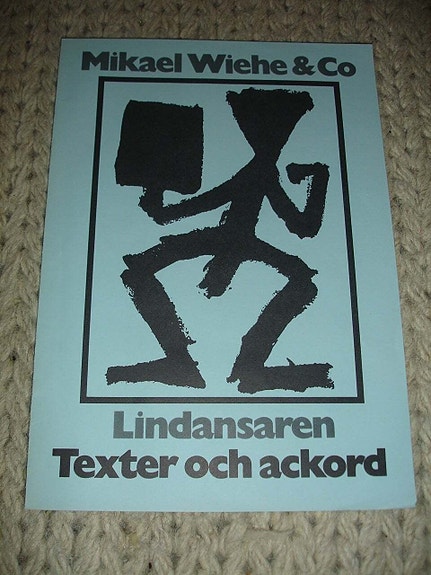 Mikael Wiehe & Co
Lindansaren
Texter och ackord